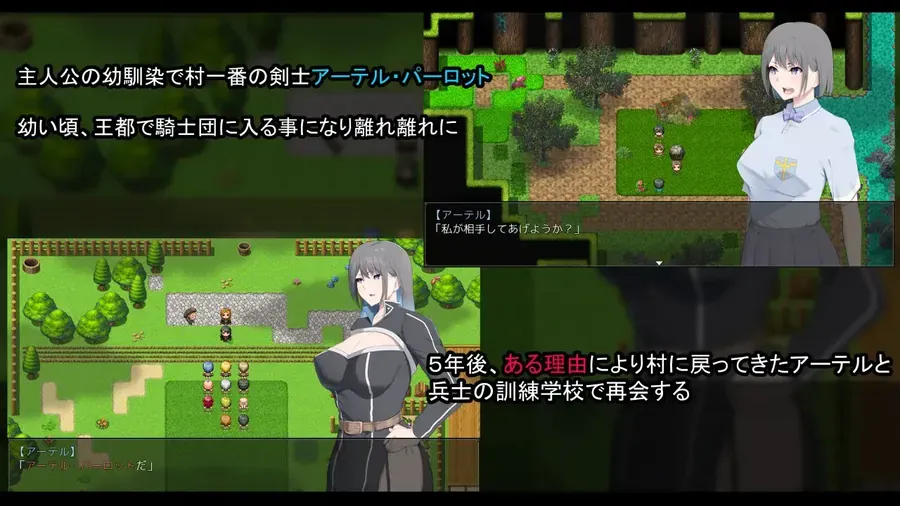 主人公の幼馴染で村一番の剣士アーテル・パーロット
幼い頃、王都で騎士団に入る事になり離れ離れに
【アーテル】
「私が相手してあげようか？」
５年後、ある理由により村に戻ってきたアーテルと
兵士の訓練学校で再会する
【アーテル】
「アーテル・パーロットだ」